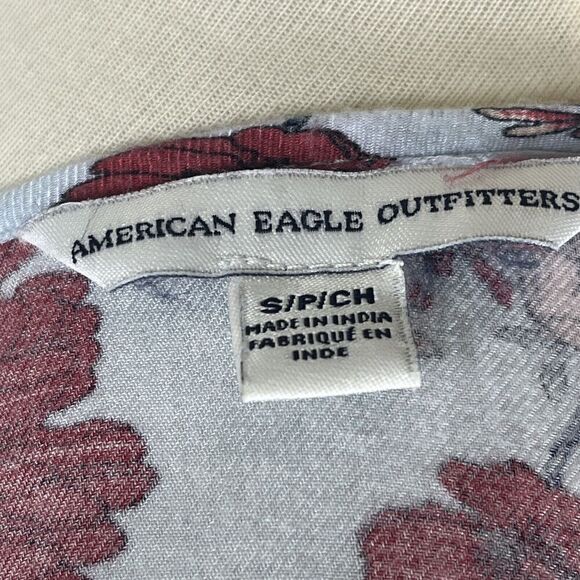 AMERICAN EAGLE OUTFITTERS
S/P/CH
MADE IN INDIA
FABRIQUÉ EN
INDE